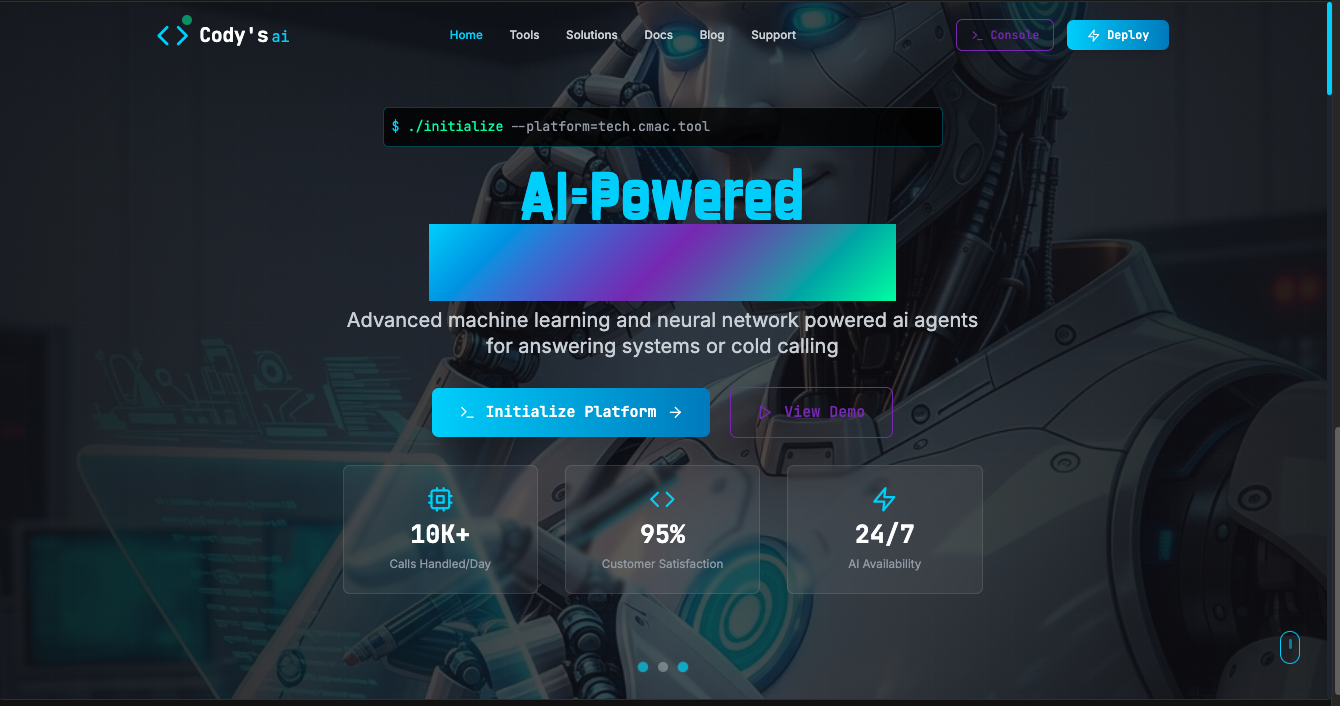 Cody's ai
Home Tools Solutions Docs Blog Support
>_ Console
Deploy
$ ./initialize --platform=tech.cmac.tool
AI-Powered
Advanced machine learning and neural network powered ai agents
for answering systems or cold calling
>_ Initialize Platform →
View Demo
10K+
Calls Handled/Day
95%
Customer Satisfaction
24/7
AI Availability